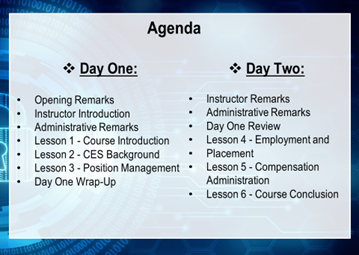 Agenda
❖ Day One:
• Opening Remarks
• Instructor Introduction
• Administrative Remarks
• Lesson 1 - Course Introduction
• Lesson 2 - CES Background
• Lesson 3 - Position Management
• Day One Wrap-Up
❖ Day Two:
• Instructor Remarks
• Administrative Remarks
• Day One Review
• Lesson 4 - Employment and
• Placement
• Lesson 5 - Compensation
Administration
• Lesson 6 - Course Conclusion